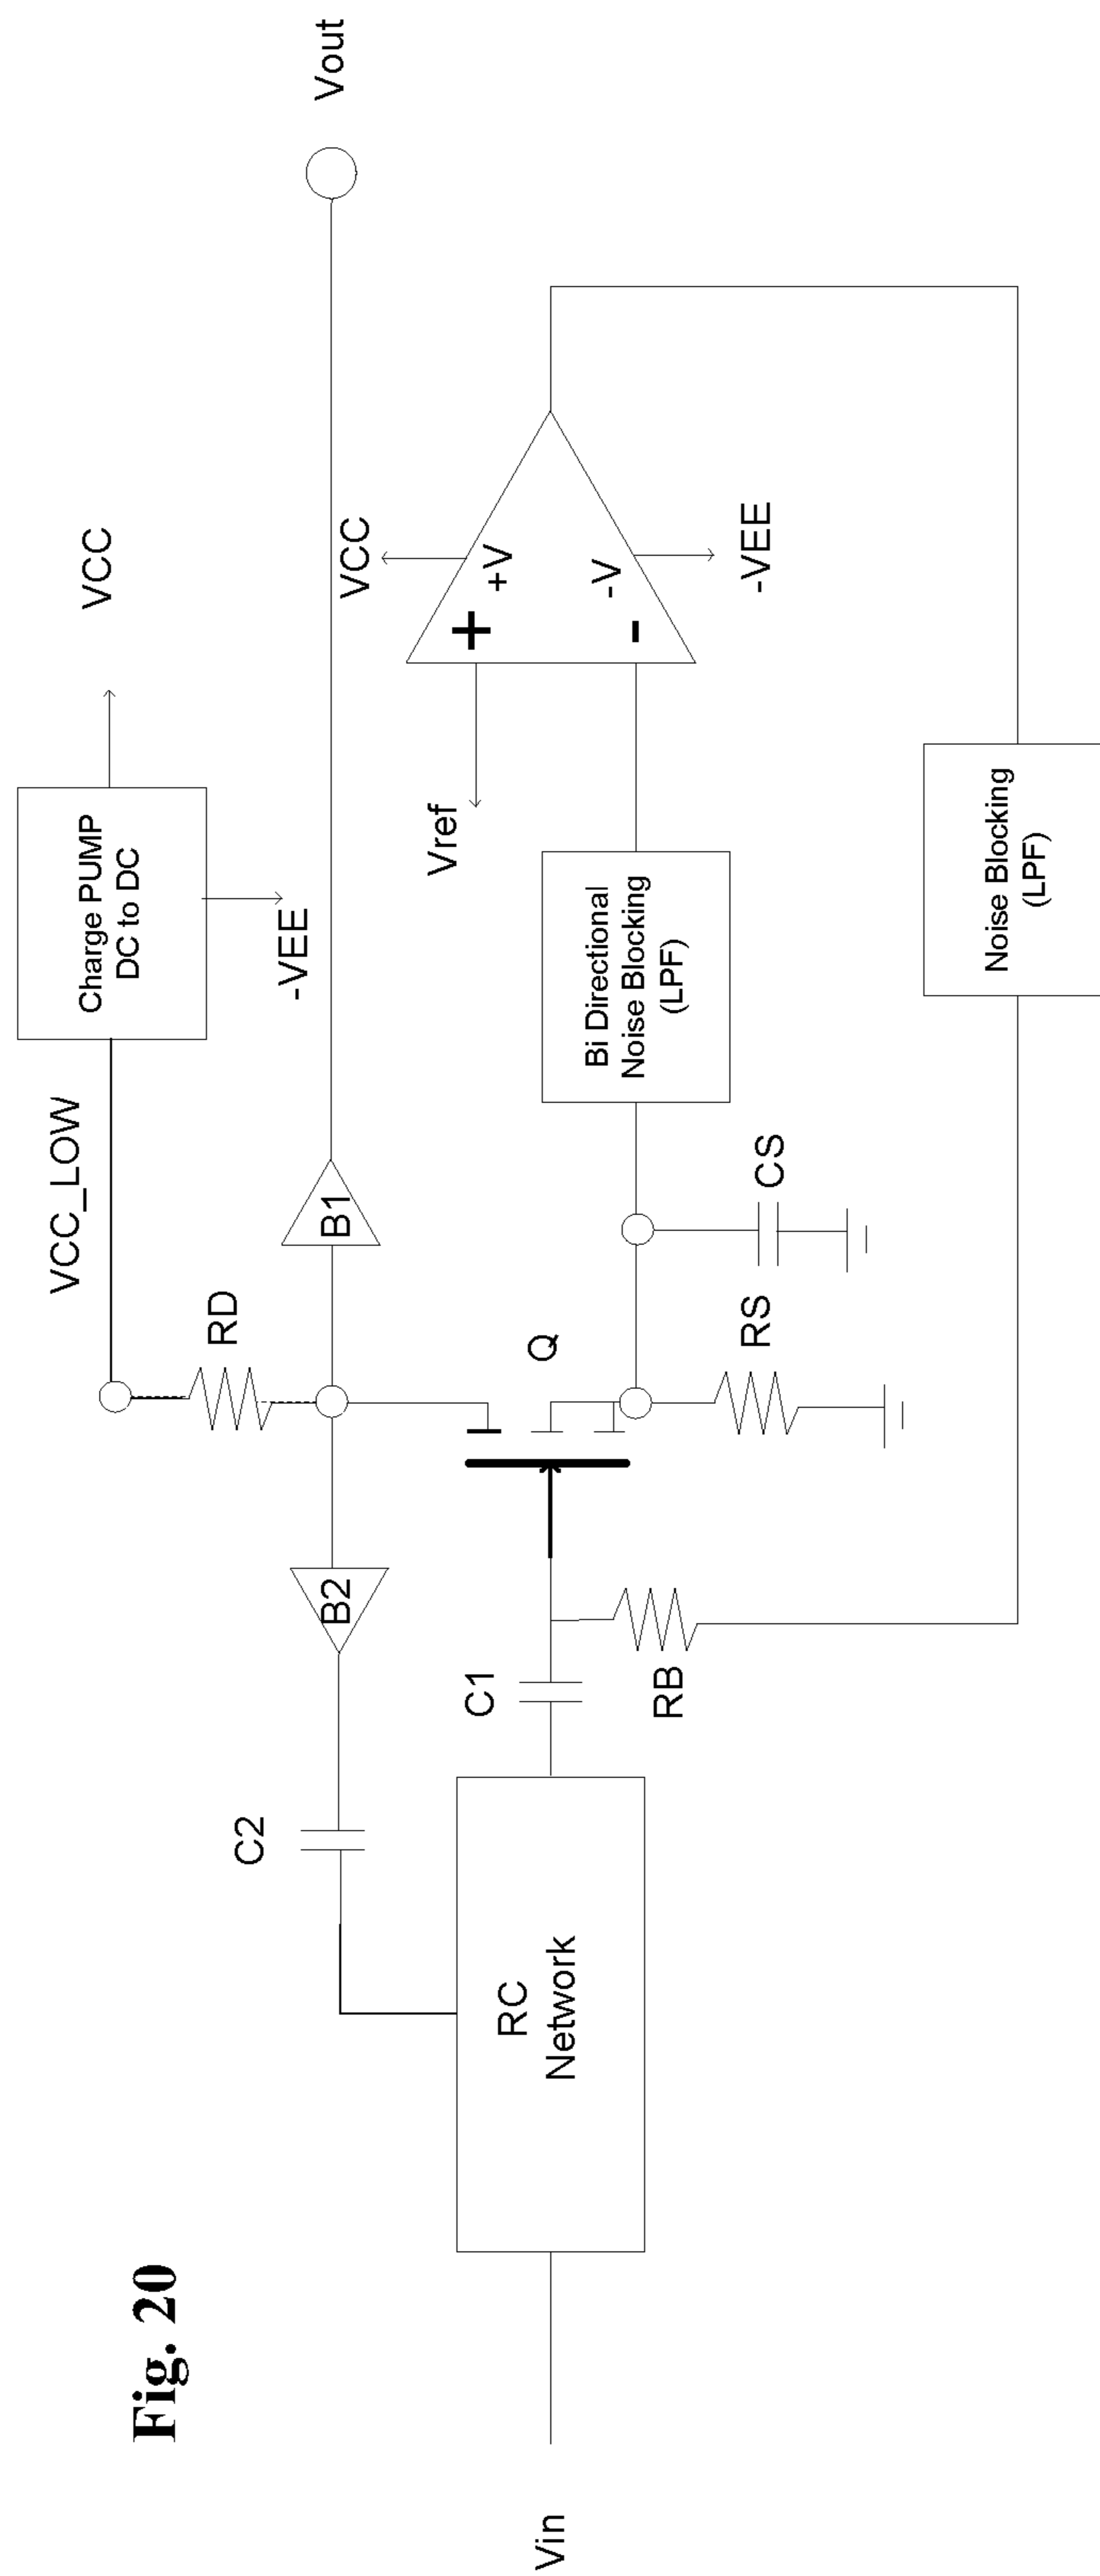 Fig. 20
Charge PUMP
DC to DC
VCC
VCC_LOW
-VEE
RD
Vout
B2
B1
C2
VCC
+
+V
Vref
-V
-
-VEE
Q
C1
RC
Network
Vin
RB
Bi Directional
Noise Blocking
(LPF)
CS
RS
Noise Blocking
(LPF)